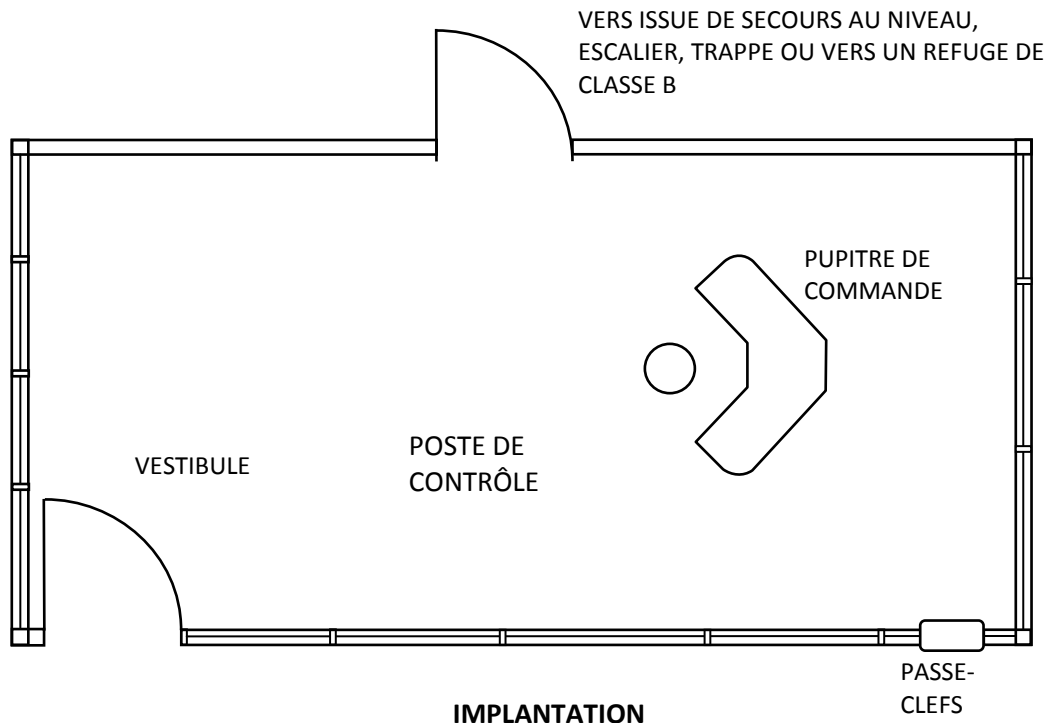 VERS ISSUE DE SECOURS AU NIVEAU,
ESCALIER, TRAPPE OU VERS UN REFUGE DE
CLASSE B
PUPITRE DE
COMMANDE
POSTE DE
CONTRÔLE
VESTIBULE
PASSE-
CLEFS
IMPLANTATION